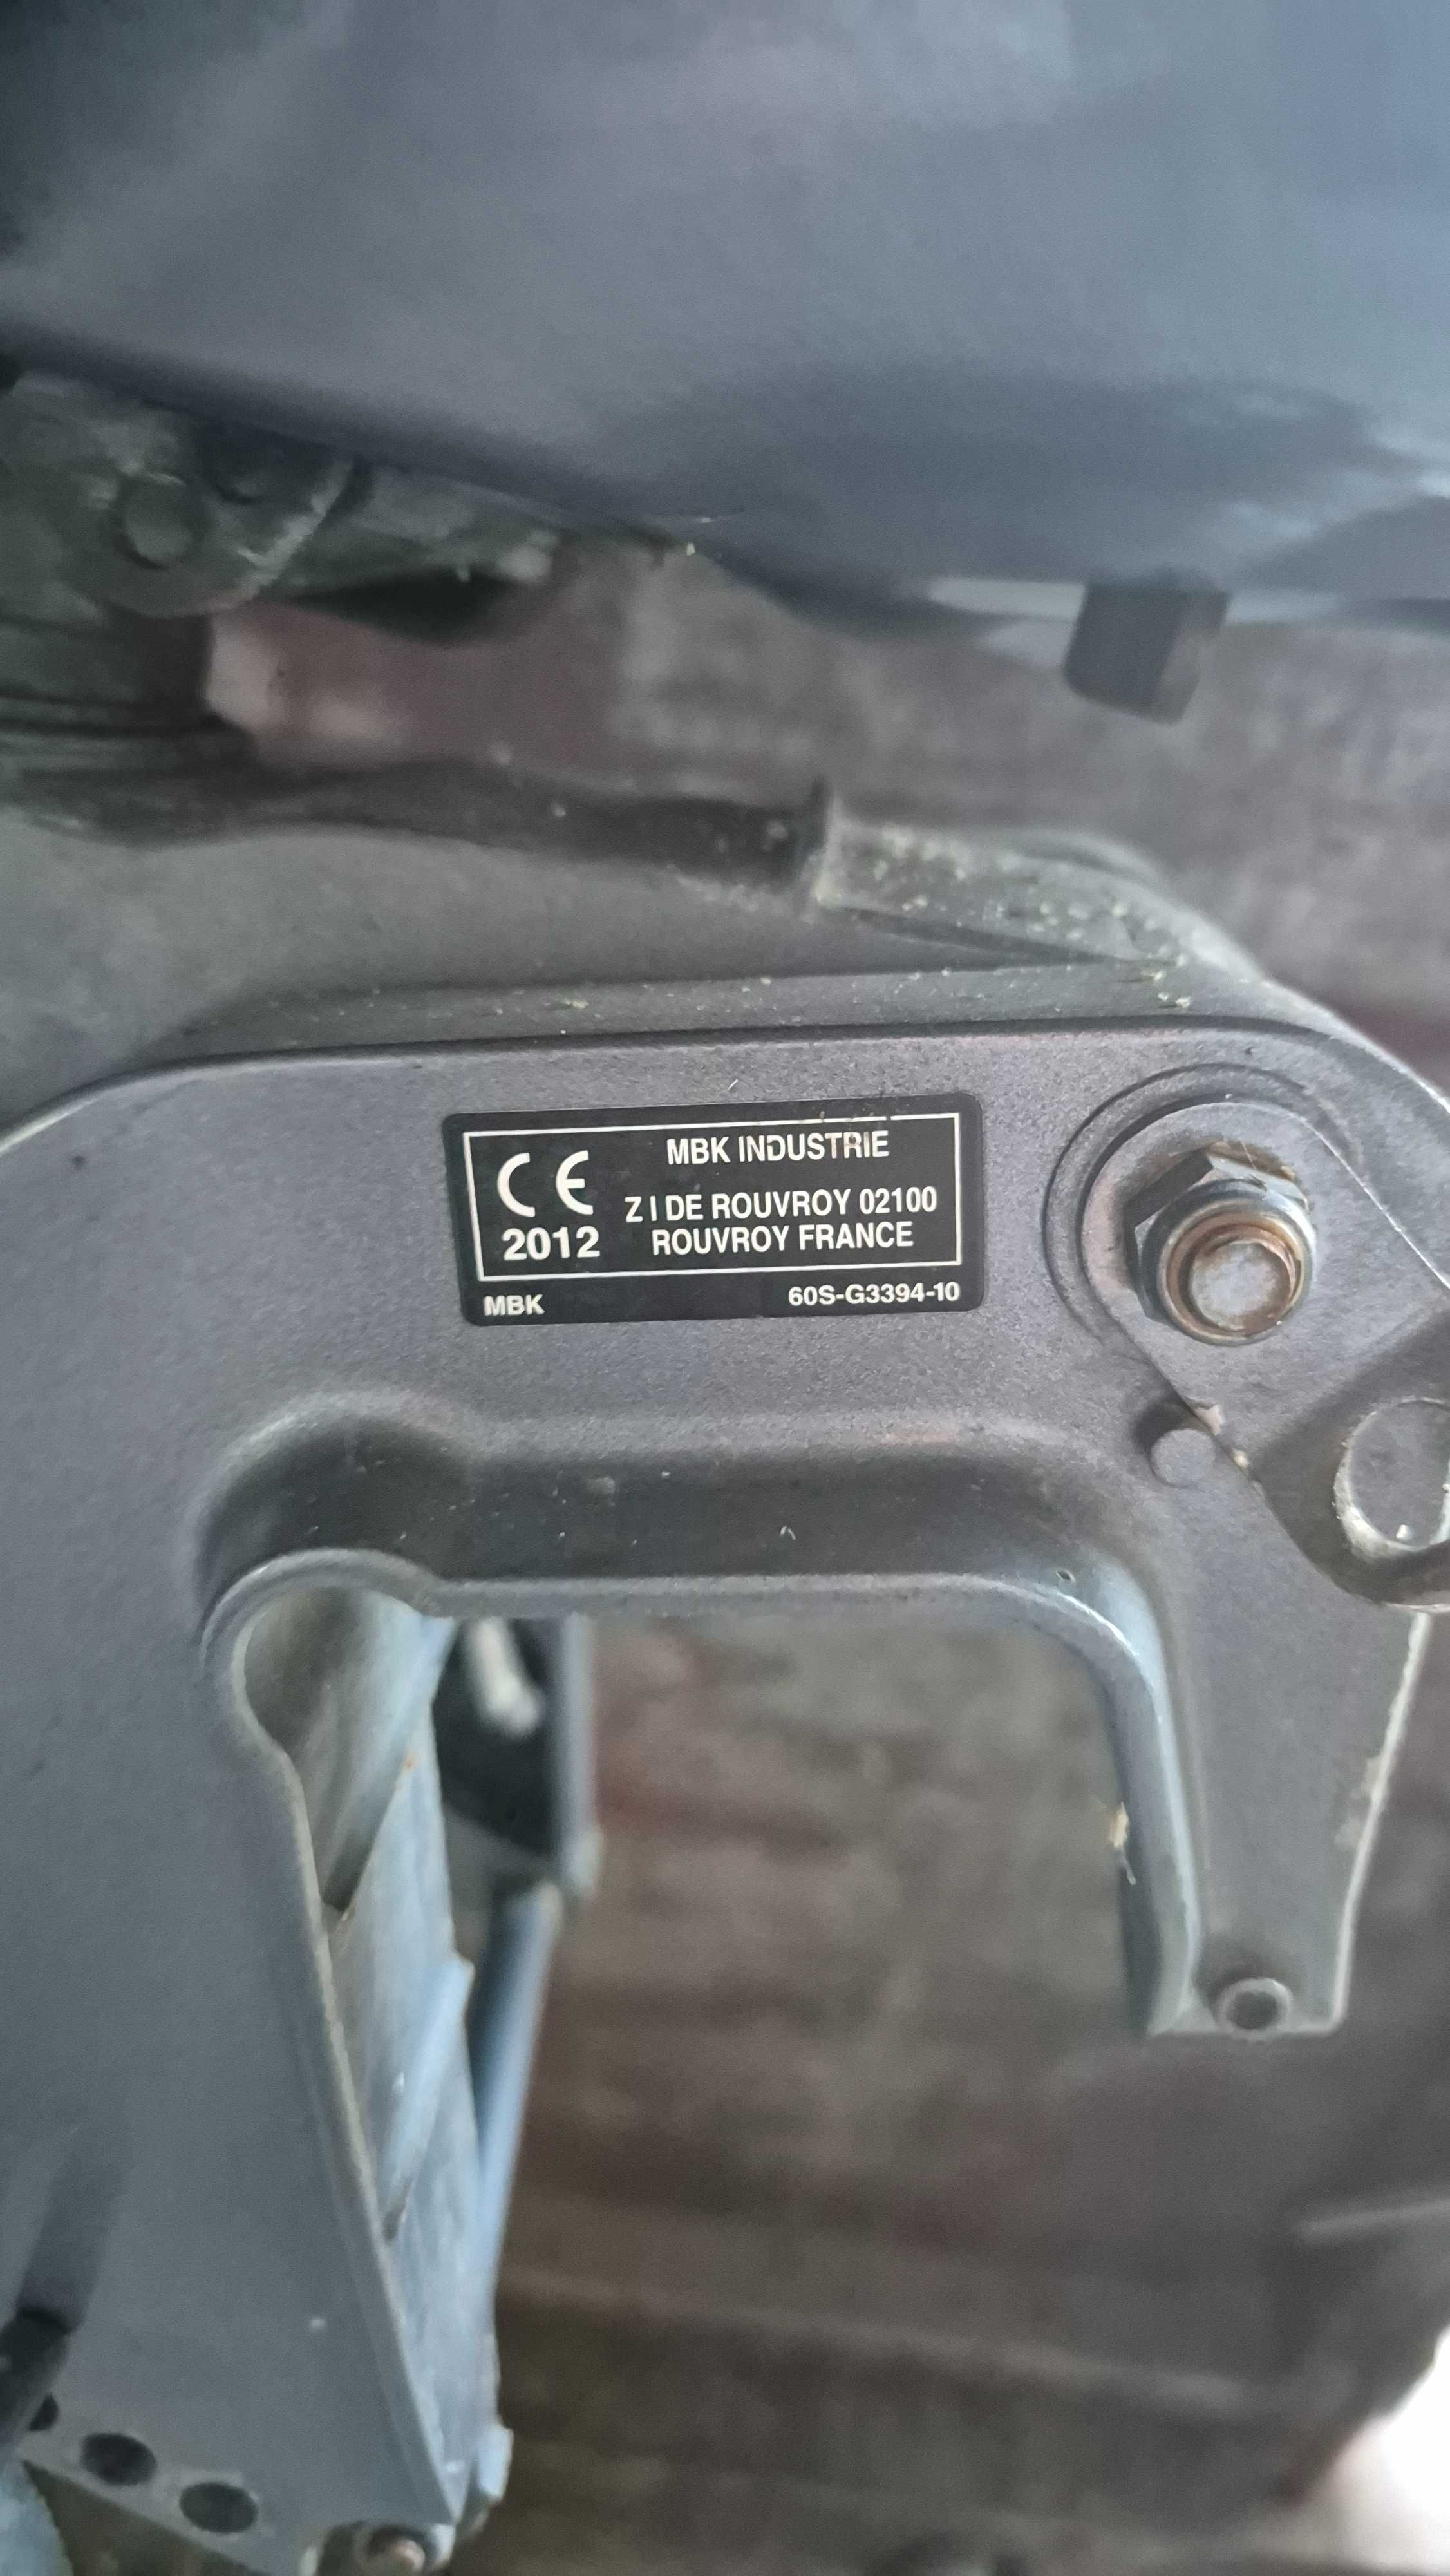 CE
2012
MBK INDUSTRIE
Z I DE ROUVROY 02100
ROUVROY FRANCE
MBK 60S-G3394-10